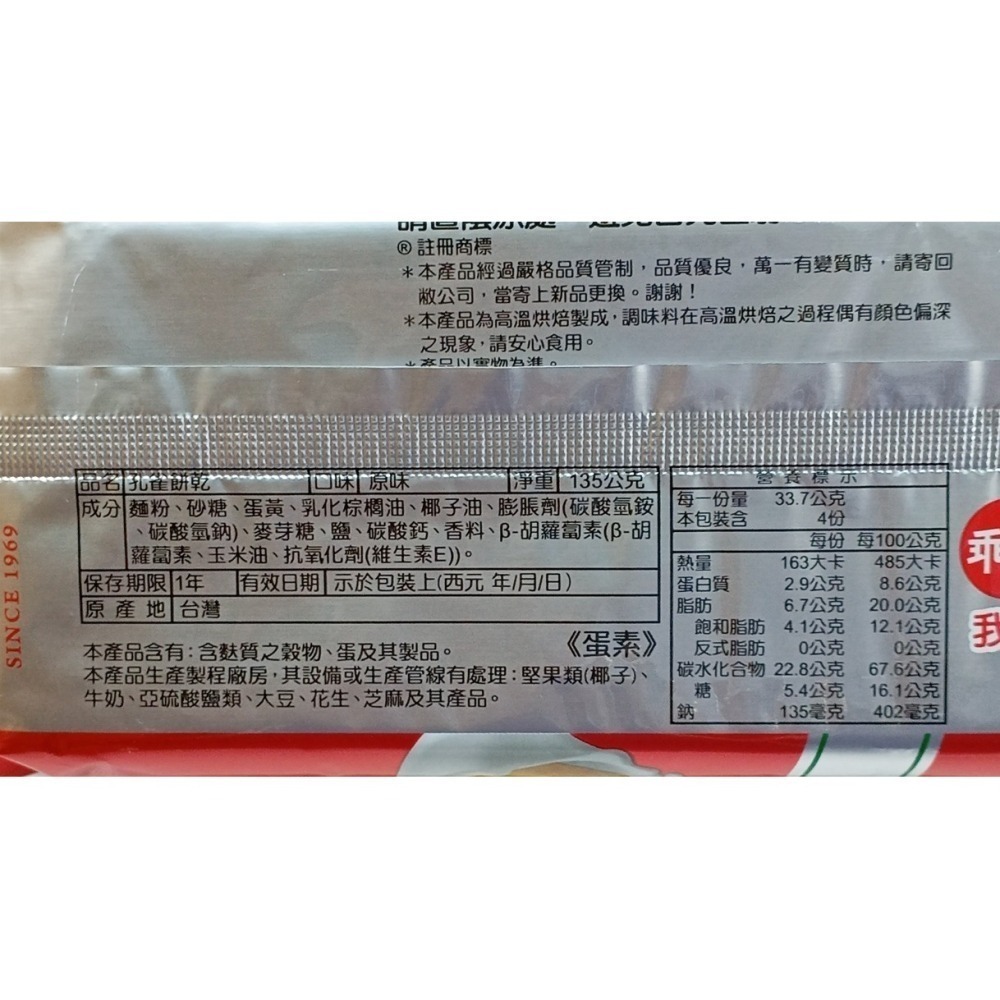 ®註冊商標
*本產品經過嚴格品質管制，品質優良，萬一有變質時，請寄回
敝公司，當寄上新品更換。謝謝！
*本產品為高溫烘焙製成，調味料在高溫烘焙之過程偶有顏色偏深
之現象，請安心食用。
*產品以實物為準。
品名 孔雀餅乾 口味 原味 淨重 135公克
成分 麵粉、砂糖、蛋黃、乳化棕櫚油、椰子油、膨脹劑(碳酸氫銨
、碳酸氫鈉)、麥芽糖、鹽、碳酸鈣、香料、β-胡蘿蔔素(β-胡
蘿蔔素、玉米油、抗氧化劑(維生素E))。
保存期限 1年 有效日期 示於包裝上(西元 年/月/日)
原產地 台灣
《蛋素》
本產品含有：含麩質之穀物、蛋及其製品。
本產品生產製程廠房，其設備或生產管線有處理：堅果類(椰子)、
牛奶、亞硫酸鹽類、大豆、花生、芝麻及其產品。
營養標示
每一份量 33.7公克
本包裝含 4份
每份 每100公克
熱量 163大卡 485大卡
蛋白質 2.9公克 8.6公克
脂肪 6.7公克 20.0公克
飽和脂肪 4.1公克 12.1公克
反式脂肪 0公克 0公克
碳水化合物 22.8公克 67.6公克
糖 5.4公克 16.1公克
鈉 135毫克 402毫克
SINCE 1969
乖
我